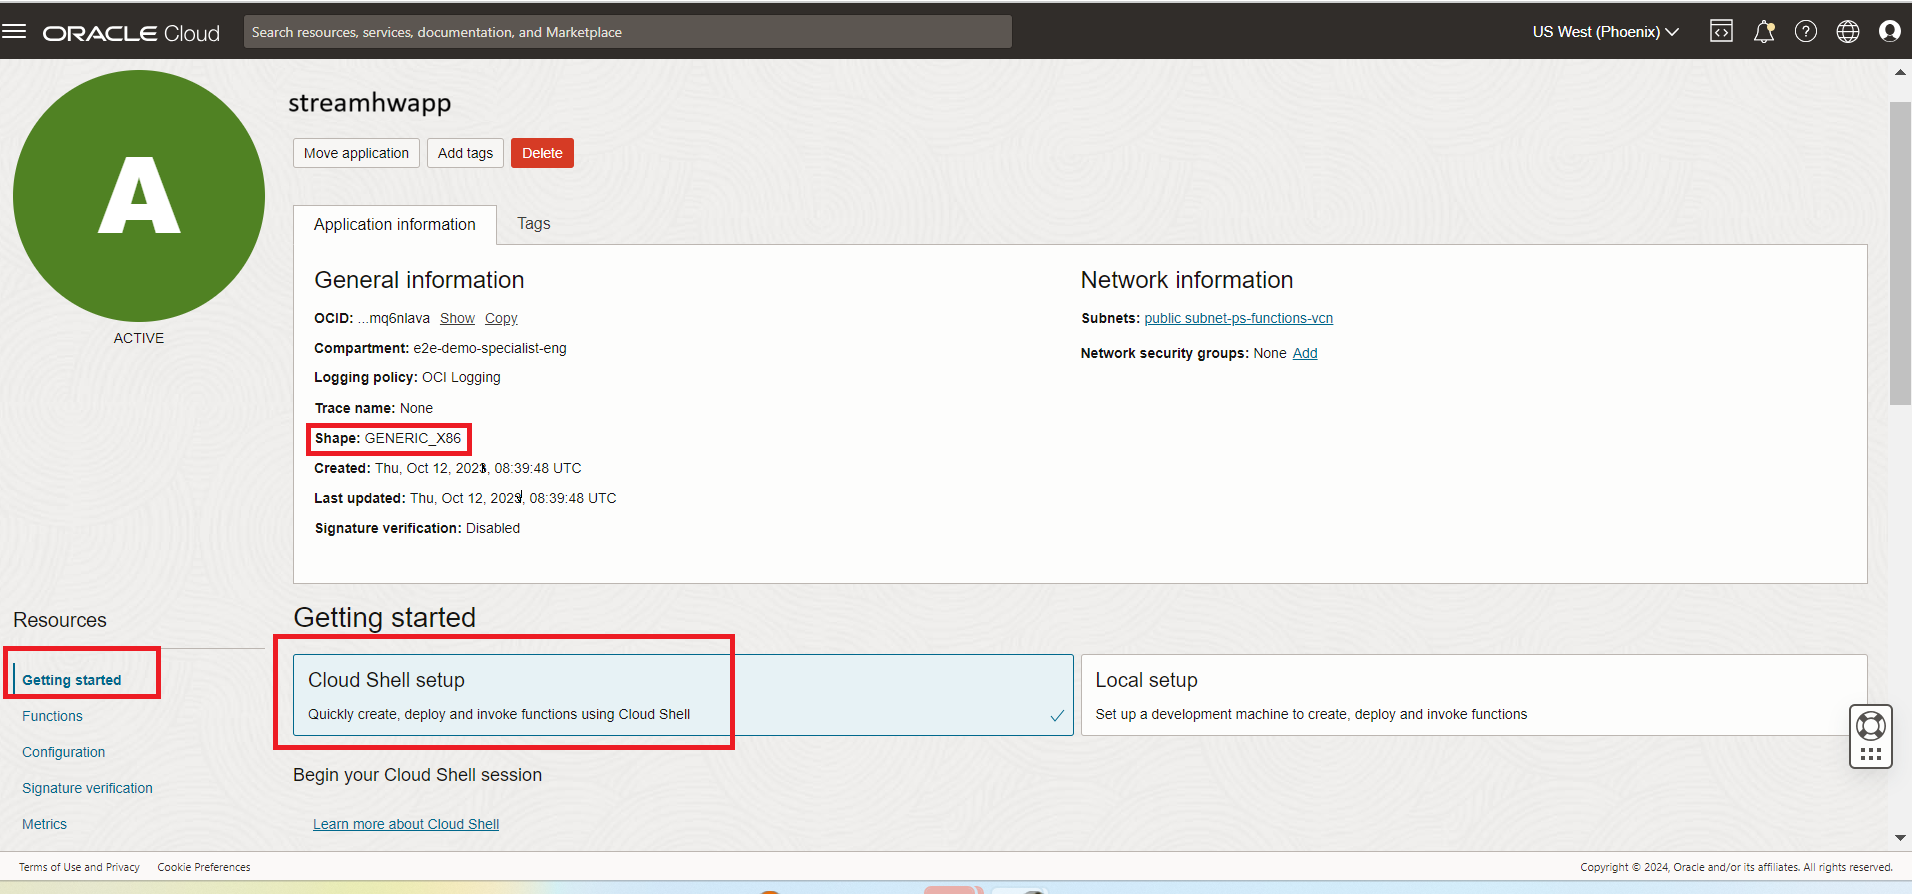 ORACLE Cloud
Search resources, services, documentation, and Marketplace
US West (Phoenix)
A
ACTIVE
streamhwapp
Move application
Add tags
Delete
Application information
Tags
General information
OCID: ...mq6nlava Show Copy
Compartment: e2e-demo-specialist-eng
Logging policy: OCI Logging
Trace name: None
Shape: GENERIC_X86
Created: Thu, Oct 12, 2023, 08:39:48 UTC
Last updated: Thu, Oct 12, 2023, 08:39:48 UTC
Signature verification: Disabled
Network information
Subnets: public subnet-ps-functions-vcn
Network security groups: None Add
Resources
Getting started
Functions
Configuration
Signature verification
Metrics
Getting started
Cloud Shell setup
Quickly create, deploy and invoke functions using Cloud Shell
Local setup
Set up a development machine to create, deploy and invoke functions
Begin your Cloud Shell session
Learn more about Cloud Shell
Terms of Use and Privacy
Cookie Preferences
Copyright © 2024, Oracle and/or its affiliates. All rights reserved.